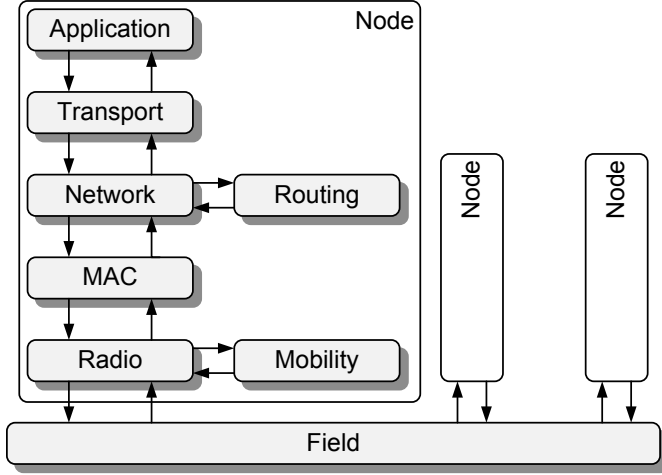 Node
Application
Transport
Network
Routing
MAC
Radio
Mobility
Node
Node
Field